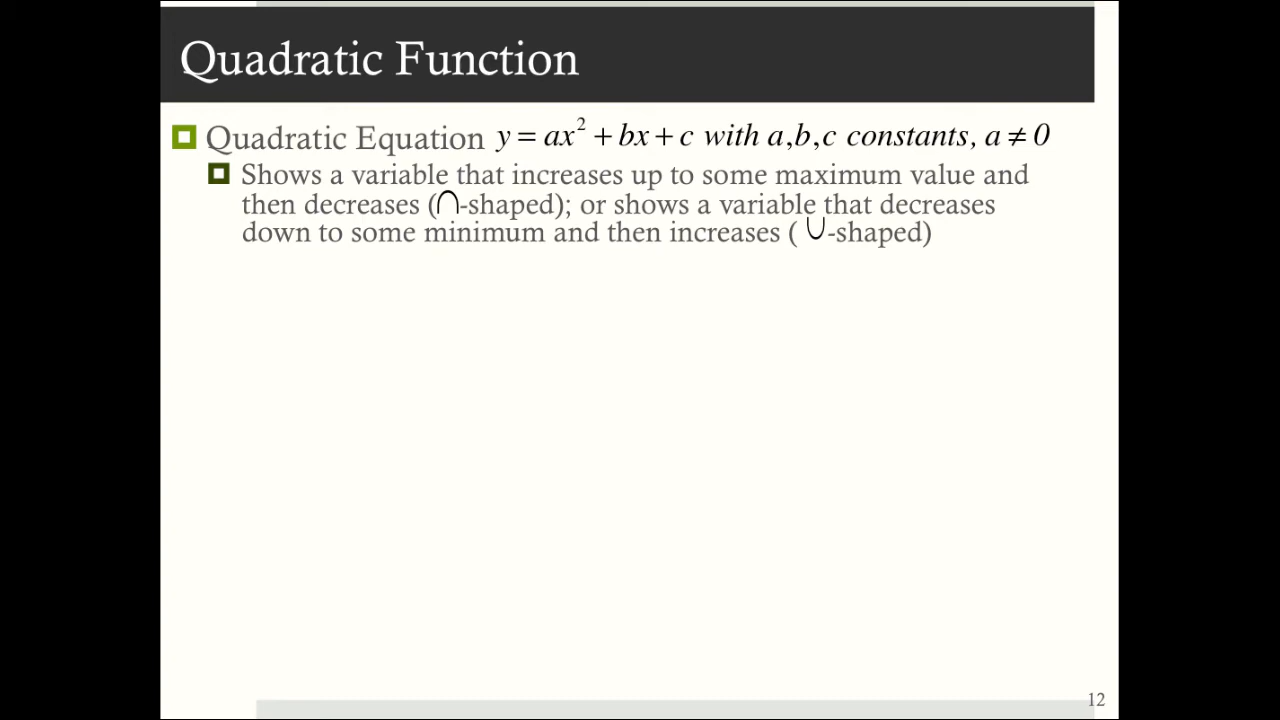 Quadratic Function
Quadratic Equation y = ax² + bx + c with a,b,c constants, a ≠ 0
Shows a variable that increases up to some maximum value and
then decreases (∩-shaped); or shows a variable that decreases
down to some minimum and then increases ( ∪-shaped)
12